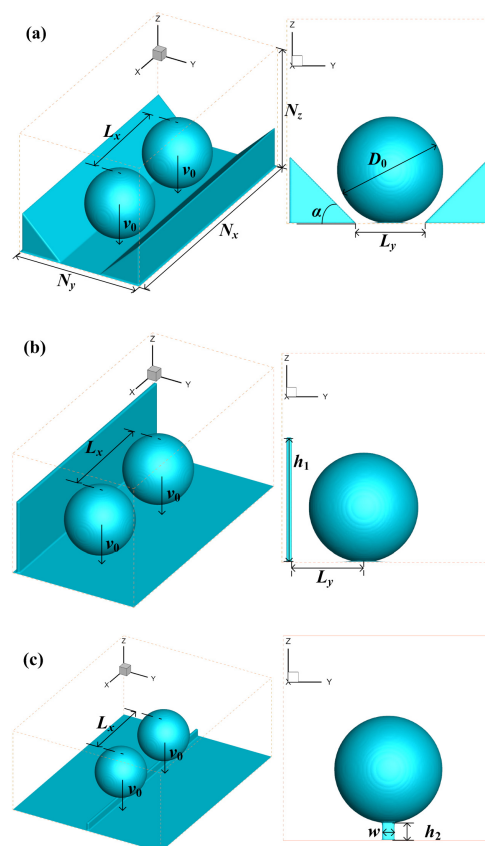 (a)
Z
X
Y
L_x
v_0
v_0
N_z
N_x
N_y
Z
X
Y
D_0
α
L_y
(b)
Z
X
Y
L_x
v_0
v_0
Z
X
Y
h_1
L_y
(c)
Z
X
Y
L_x
v_0
v_0
Z
X
Y
w
h_2